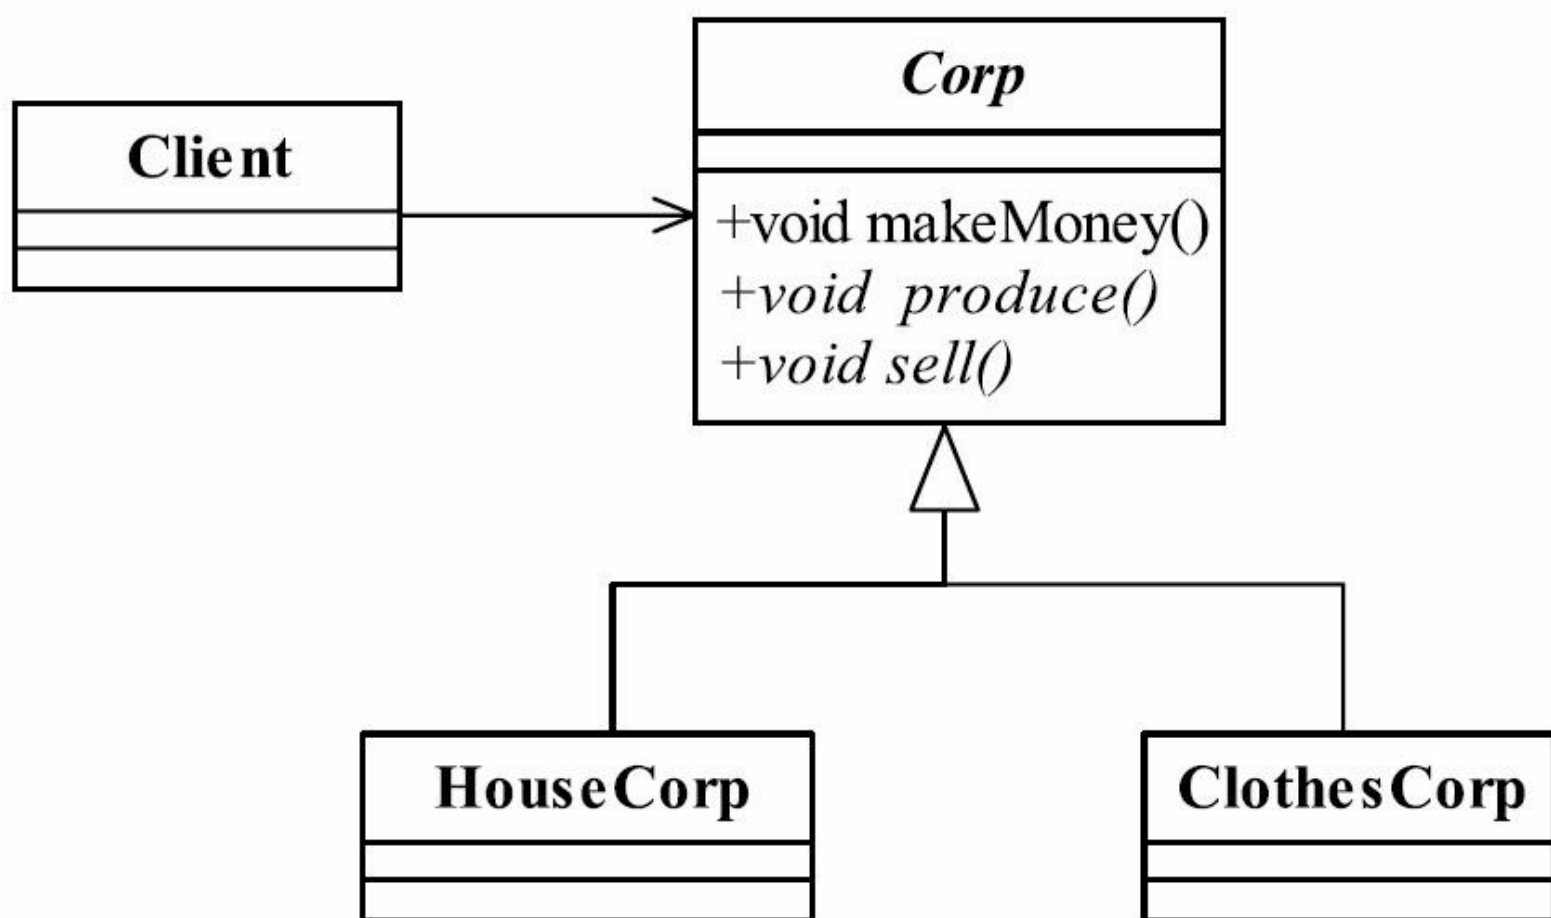 Corp
Client
+void makeMoney()
+void produce()
+void sell()
HouseCorp
ClothesCorp